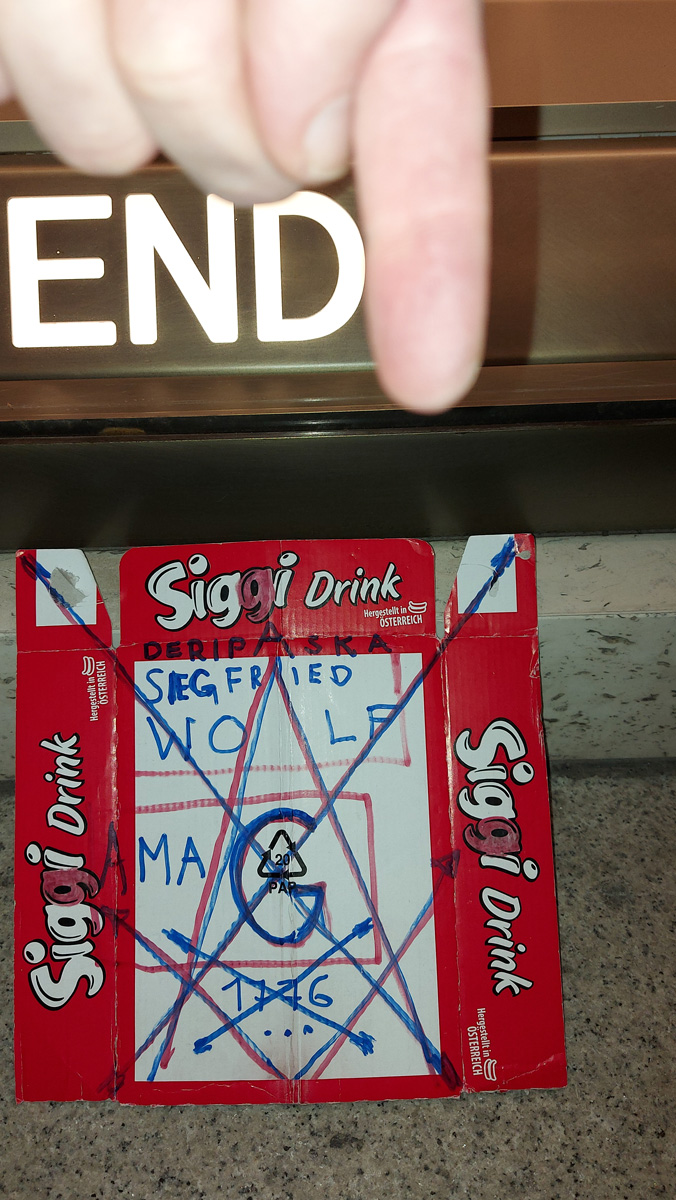 END
Siggi Drink
Hergestellt in
ÖSTERREICH
DERIPASKA
SIEGFRIED
WOLF
Hergestellt in
ÖSTERREICH
Siggi Drink
Siggi Drink
MA
G
20
PAP
1776
...
Hergestellt in
ÖSTERREICH